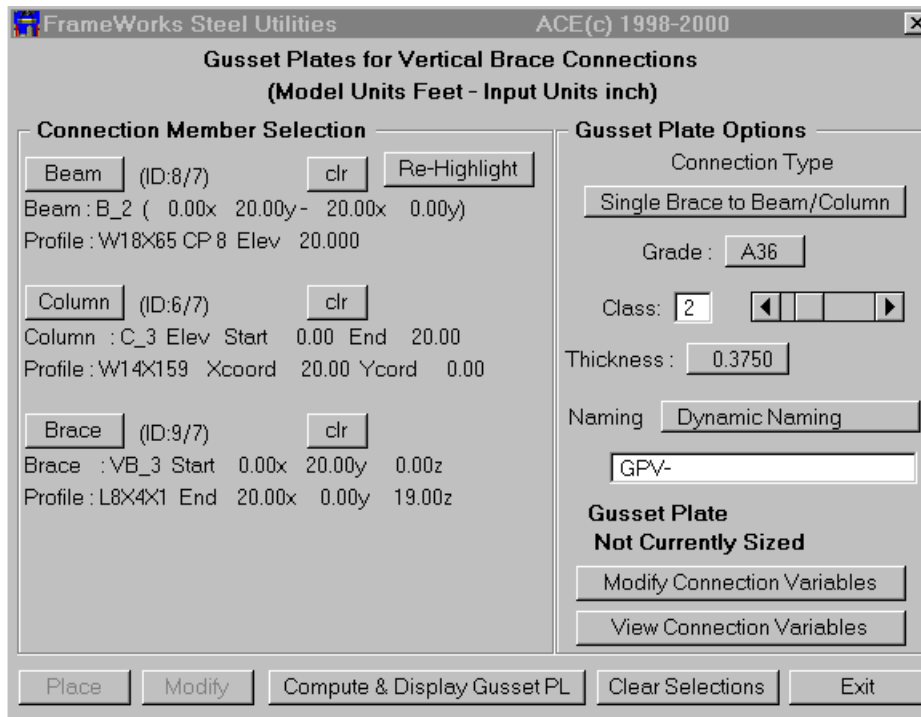 FrameWorks Steel Utilities ACE(c) 1998-2000
Gusset Plates for Vertical Brace Connections
(Model Units Feet - Input Units inch)
Connection Member Selection
Beam (ID:8/7) clr Re-Highlight
Beam : B_2 ( 0.00x 20.00y - 20.00x 0.00y)
Profile : W18X65 CP 8 Elev 20.000
Column (ID:6/7) clr
Column : C_3 Elev Start 0.00 End 20.00
Profile : W14X159 Xcoord 20.00 Ycord 0.00
Brace (ID:9/7) clr
Brace : VB_3 Start 0.00x 20.00y 0.00z
Profile : L8X4X1 End 20.00x 0.00y 19.00z
Gusset Plate Options
Connection Type
Single Brace to Beam/Column
Grade : A36
Class: 2
Thickness : 0.3750
Naming Dynamic Naming
GPV-
Gusset Plate
Not Currently Sized
Modify Connection Variables
View Connection Variables
Place Modify Compute & Display Gusset PL Clear Selections Exit